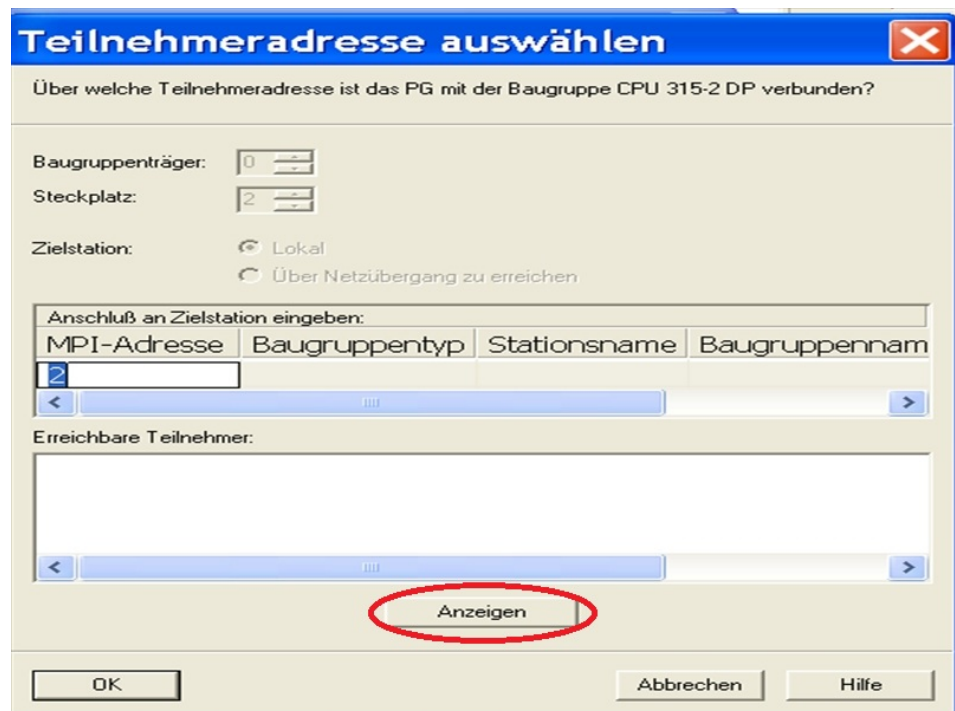 Teilnehmeradresse auswählen
Über welche Teilnehmeradresse ist das PG mit der Baugruppe CPU 315-2 DP verbunden?
Baugruppenträger: 0
Steckplatz: 2
Zielstation: Lokal
Über Netzübergang zu erreichen
Anschluß an Zielstation eingeben:
MPI-Adresse Baugruppentyp Stationsname Baugruppennam
2
Erreichbare Teilnehmer:
Anzeigen
OK Abbrechen Hilfe